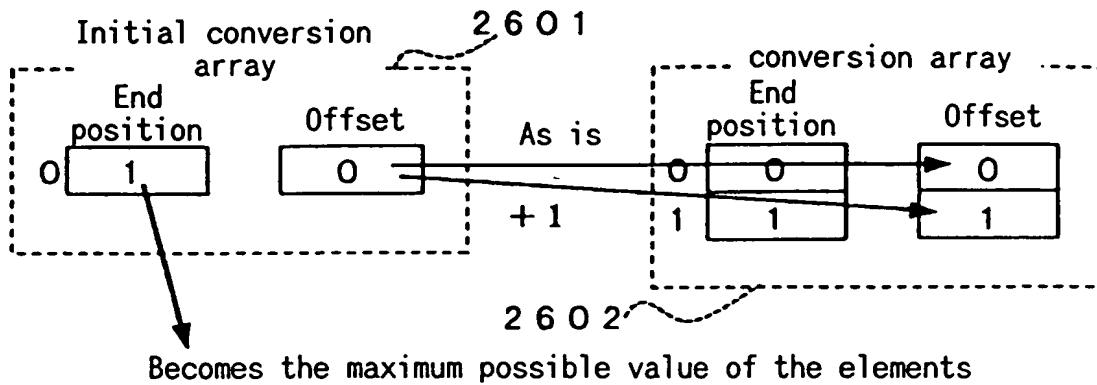 2601
Initial conversion
array
conversion array
End
position
Offset
End
position
Offset
As is
0 1 0
0 0 0
+1
1 1 1
2602
Becomes the maximum possible value of the elements